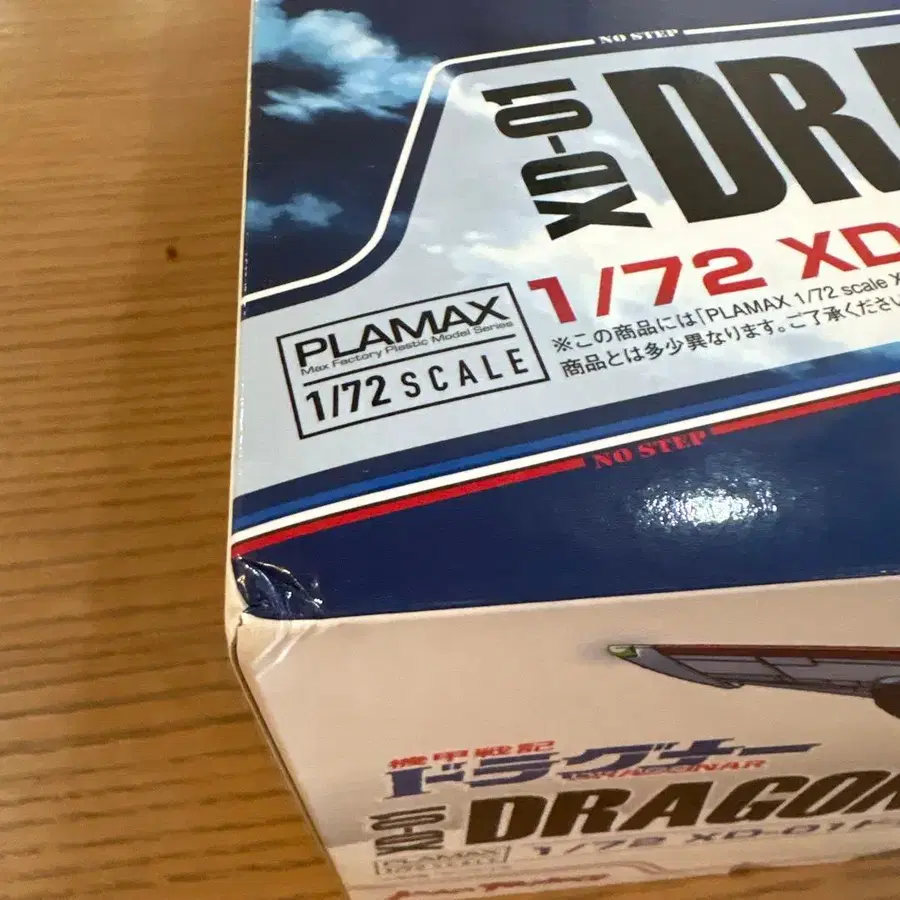 NO STEP
XD-01
DRA
1/72 XD
※この商品には「PLAMAX 1/72 scale X
商品とは多少異なります。ご了承ください
PLAMAX
Max Factory Plastic Model Series
1/72 SCALE
NO STEP
機甲戦記
ドラグナー
DRAGONAR
XD-01
DRAGON
1/72 XD-01
PLAMAX